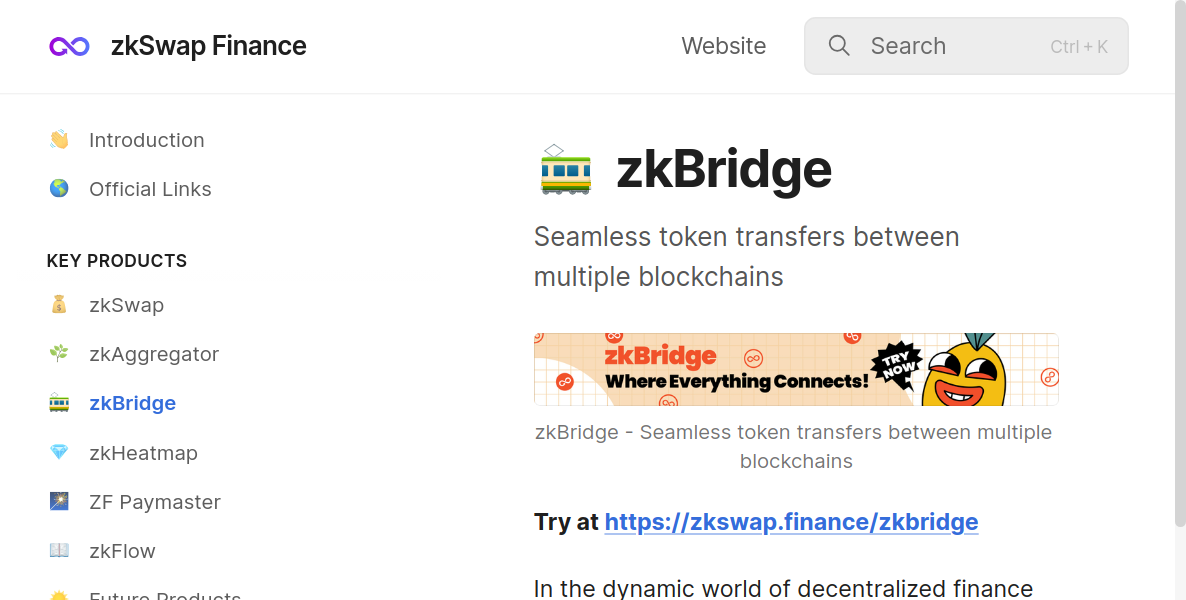 zkSwap Finance
Website
Search
Ctrl + K
Introduction
Official Links
KEY PRODUCTS
zkSwap
zkAggregator
zkBridge
zkHeatmap
ZF Paymaster
zkFlow
Future Products
zkBridge
Seamless token transfers between
multiple blockchains
zkBridge
Where Everything Connects!
TRY
NOW
zkBridge - Seamless token transfers between multiple
blockchains
Try at https://zkswap.finance/zkbridge
In the dynamic world of decentralized finance